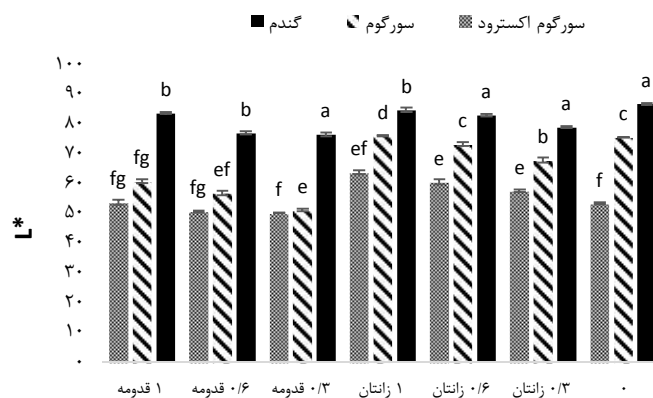 گندم سورگوم سورگوم اکسترود
L*
۱۰۰
۹۰
۸۰
۷۰
۶۰
۵۰
۴۰
۳۰
۲۰
۱۰
۰
fg fg b
fg ef b
f e a
ef d b
e c a
e b a
f c a
۰ ۰/۳ زانتان ۰/۶ زانتان ۱ زانتان ۰/۳ قدومه ۰/۶ قدومه ۱ قدومه